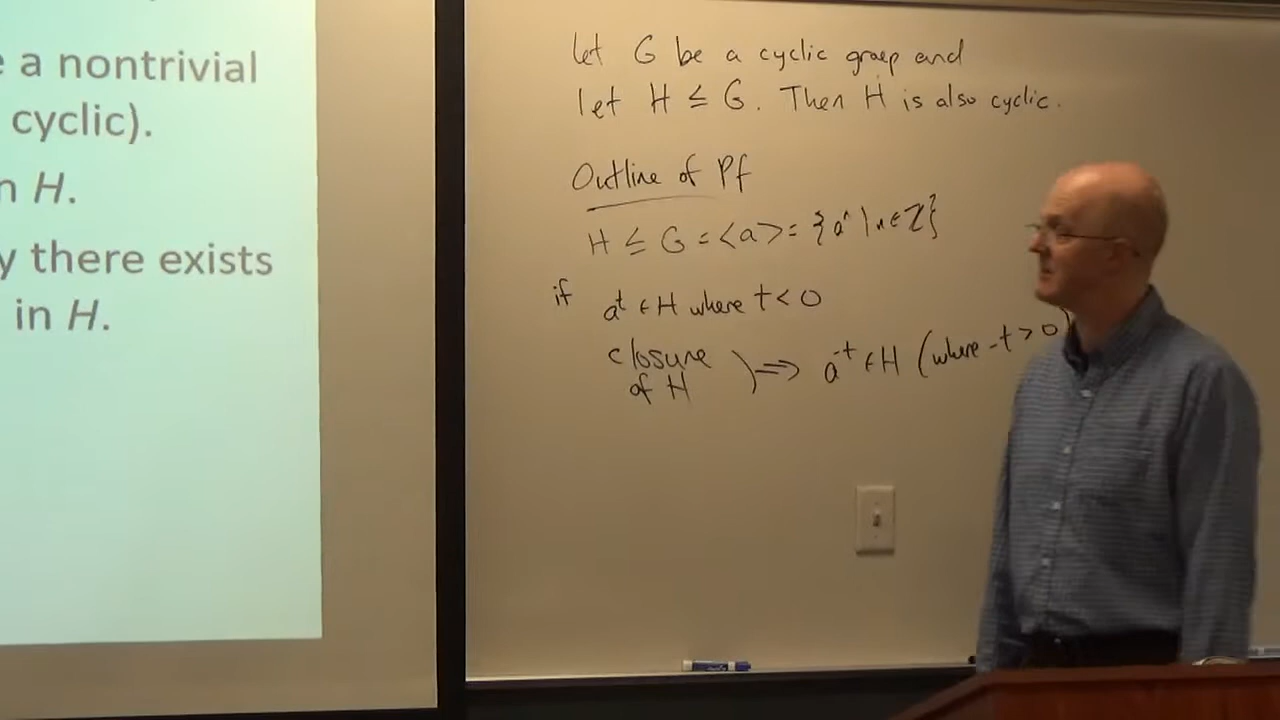 e a nontrivial
cyclic).
n H.
y there exists
in H.
let G be a cyclic group and
let H ≤ G. Then H is also cyclic.
Outline of Pf
H ≤ G = <a> = {aⁿ | n ∈ Z}
if aᵗ ∈ H where t < 0
closure
of H ) ⇒ a⁻ᵗ ∈ H (where -t > 0)